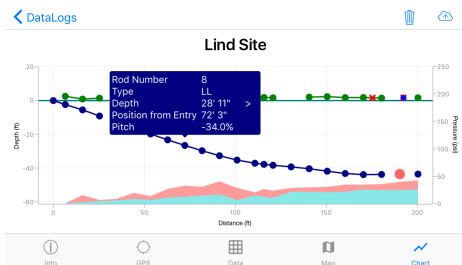 DataLogs
Lind Site
Rod Number 8
Type LL
Depth 28' 11" >
Position from Entry 72' 3"
Pitch -34.0%
20
0
-20
-40
-60
Depth (ft)
250
200
150
100
50
0
Pressure (psi)
0 50 100 150 200
Distance (ft)
Info GPS Data Map Chart